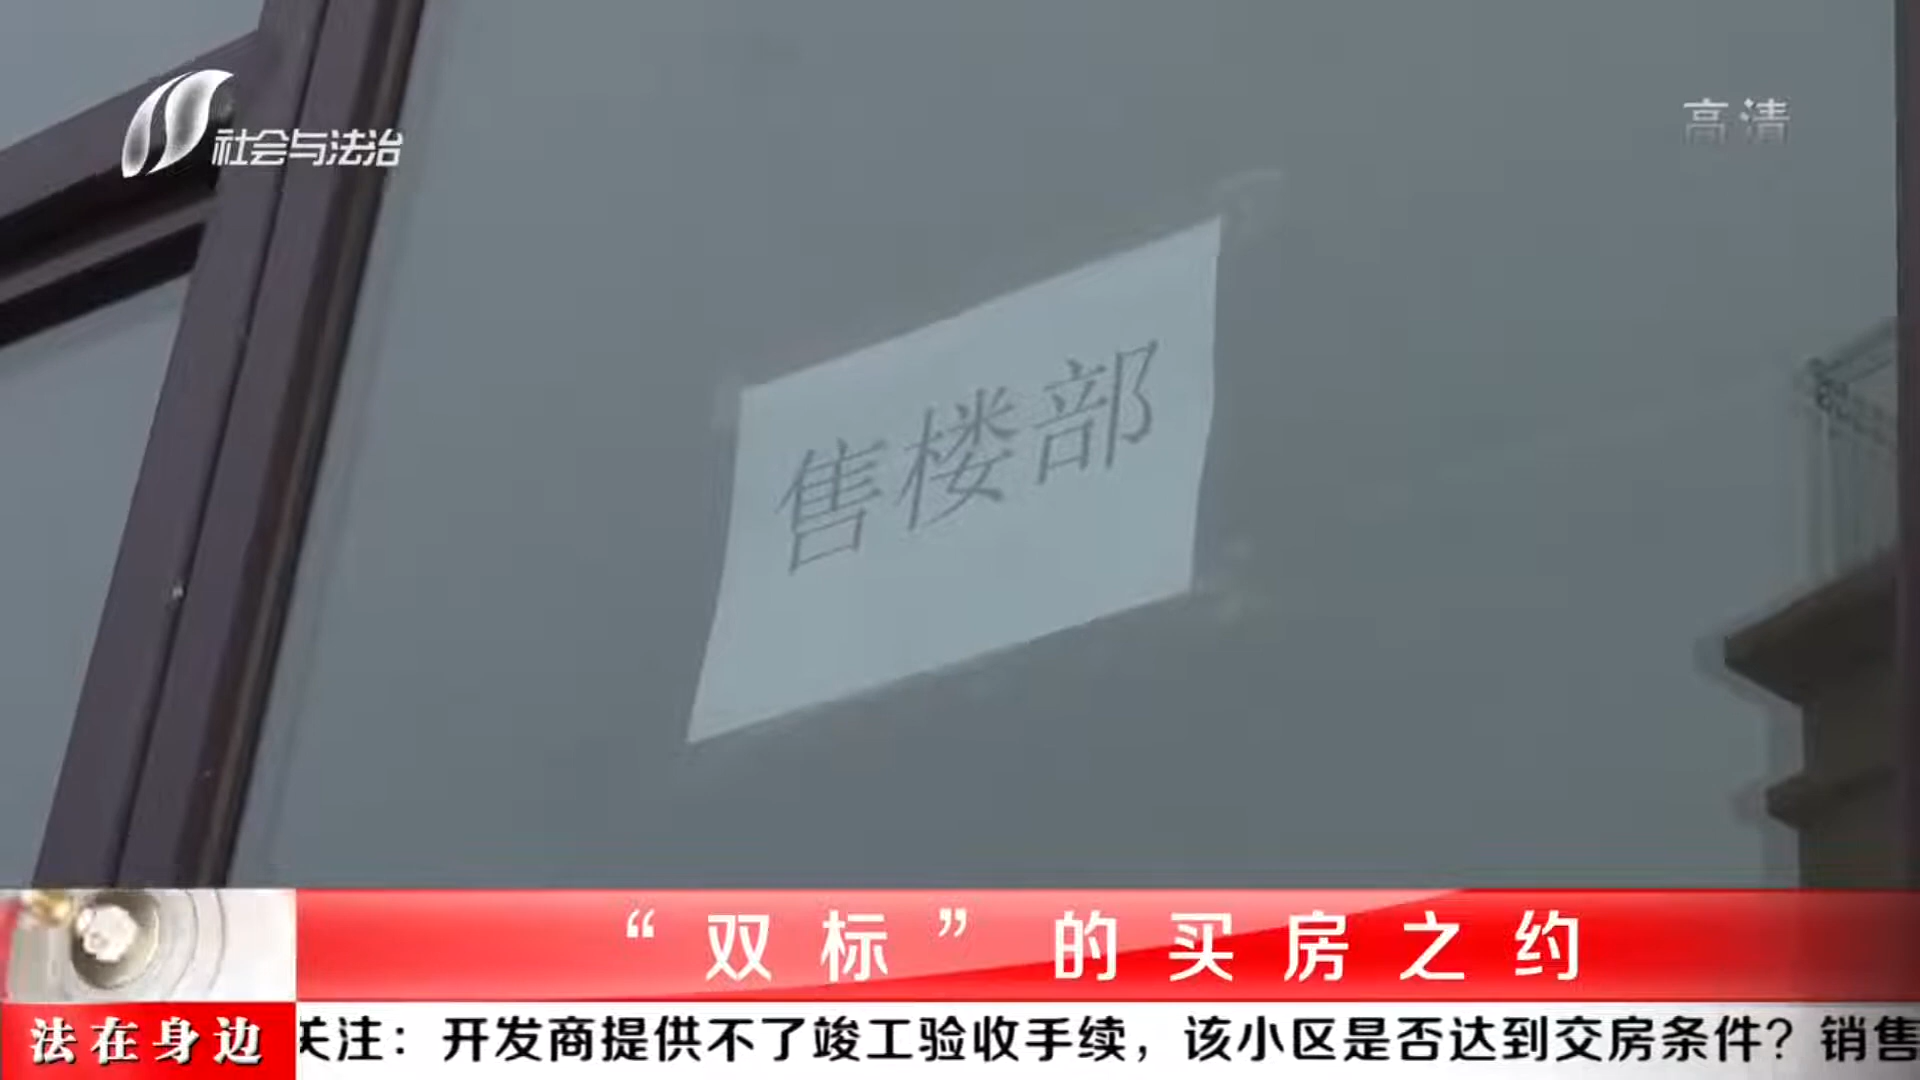 社会与法治
高清
售楼部
“双标”的买房之约
法在身边
关注：开发商提供不了竣工验收手续，该小区是否达到交房条件？销售